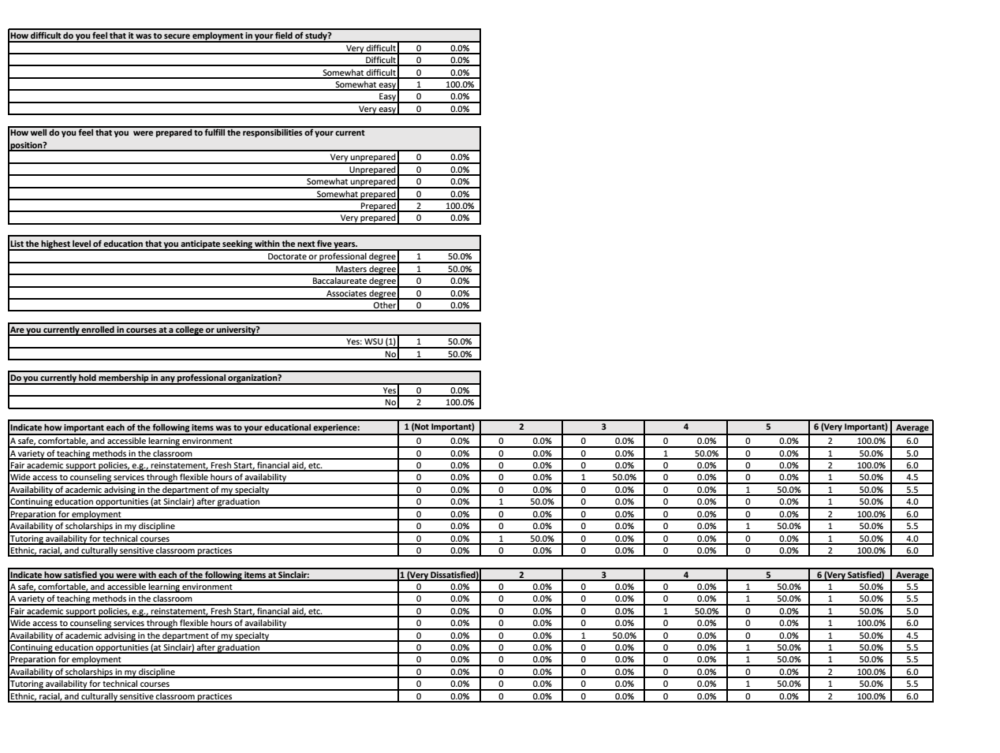 How difficult do you feel that it was to secure employment in your field of study?
Very difficult 0 0.0%
Difficult 0 0.0%
Somewhat difficult 0 0.0%
Somewhat easy 1 100.0%
Easy 0 0.0%
Very easy 0 0.0%
How well do you feel that you were prepared to fulfill the responsibilities of your current
position?
Very unprepared 0 0.0%
Unprepared 0 0.0%
Somewhat unprepared 0 0.0%
Somewhat prepared 0 0.0%
Prepared 2 100.0%
Very prepared 0 0.0%
List the highest level of education that you anticipate seeking within the next five years.
Doctorate or professional degree 1 50.0%
Masters degree 1 50.0%
Baccalaureate degree 0 0.0%
Associates degree 0 0.0%
Other 0 0.0%
Are you currently enrolled in courses at a college or university?
Yes: WSU (1) 1 50.0%
No 1 50.0%
Do you currently hold membership in any professional organization?
Yes 0 0.0%
No 2 100.0%
Indicate how important each of the following items was to your educational experience: 1 (Not Important) 2 3 4 5 6 (Very Important) Average
A safe, comfortable, and accessible learning environment 0 0.0% 0 0.0% 0 0.0% 0 0.0% 0 0.0% 2 100.0% 6.0
A variety of teaching methods in the classroom 0 0.0% 0 0.0% 0 0.0% 1 50.0% 0 0.0% 1 50.0% 5.0
Fair academic support policies, e.g., reinstatement, Fresh Start, financial aid, etc. 0 0.0% 0 0.0% 0 0.0% 0 0.0% 0 0.0% 2 100.0% 6.0
Wide access to counseling services through flexible hours of availability 0 0.0% 0 0.0% 1 50.0% 0 0.0% 0 0.0% 1 50.0% 4.5
Availability of academic advising in the department of my specialty 0 0.0% 0 0.0% 0 0.0% 0 0.0% 1 50.0% 1 50.0% 5.5
Continuing education opportunities (at Sinclair) after graduation 0 0.0% 1 50.0% 0 0.0% 0 0.0% 0 0.0% 1 50.0% 4.0
Preparation for employment 0 0.0% 0 0.0% 0 0.0% 0 0.0% 0 0.0% 2 100.0% 6.0
Availability of scholarships in my discipline 0 0.0% 0 0.0% 0 0.0% 0 0.0% 1 50.0% 1 50.0% 5.5
Tutoring availability for technical courses 0 0.0% 1 50.0% 0 0.0% 0 0.0% 0 0.0% 1 50.0% 4.0
Ethnic, racial, and culturally sensitive classroom practices 0 0.0% 0 0.0% 0 0.0% 0 0.0% 0 0.0% 2 100.0% 6.0
Indicate how satisfied you were with each of the following items at Sinclair: 1 (Very Dissatisfied) 2 3 4 5 6 (Very Satisfied) Average
A safe, comfortable, and accessible learning environment 0 0.0% 0 0.0% 0 0.0% 0 0.0% 1 50.0% 1 50.0% 5.5
A variety of teaching methods in the classroom 0 0.0% 0 0.0% 0 0.0% 0 0.0% 1 50.0% 1 50.0% 5.5
Fair academic support policies, e.g., reinstatement, Fresh Start, financial aid, etc. 0 0.0% 0 0.0% 0 0.0% 1 50.0% 0 0.0% 1 50.0% 5.0
Wide access to counseling services through flexible hours of availability 0 0.0% 0 0.0% 0 0.0% 0 0.0% 0 0.0% 1 100.0% 6.0
Availability of academic advising in the department of my specialty 0 0.0% 0 0.0% 1 50.0% 0 0.0% 0 0.0% 1 50.0% 4.5
Continuing education opportunities (at Sinclair) after graduation 0 0.0% 0 0.0% 0 0.0% 0 0.0% 1 50.0% 1 50.0% 5.5
Preparation for employment 0 0.0% 0 0.0% 0 0.0% 0 0.0% 1 50.0% 1 50.0% 5.5
Availability of scholarships in my discipline 0 0.0% 0 0.0% 0 0.0% 0 0.0% 0 0.0% 2 100.0% 6.0
Tutoring availability for technical courses 0 0.0% 0 0.0% 0 0.0% 0 0.0% 1 50.0% 1 50.0% 5.5
Ethnic, racial, and culturally sensitive classroom practices 0 0.0% 0 0.0% 0 0.0% 0 0.0% 0 0.0% 2 100.0% 6.0